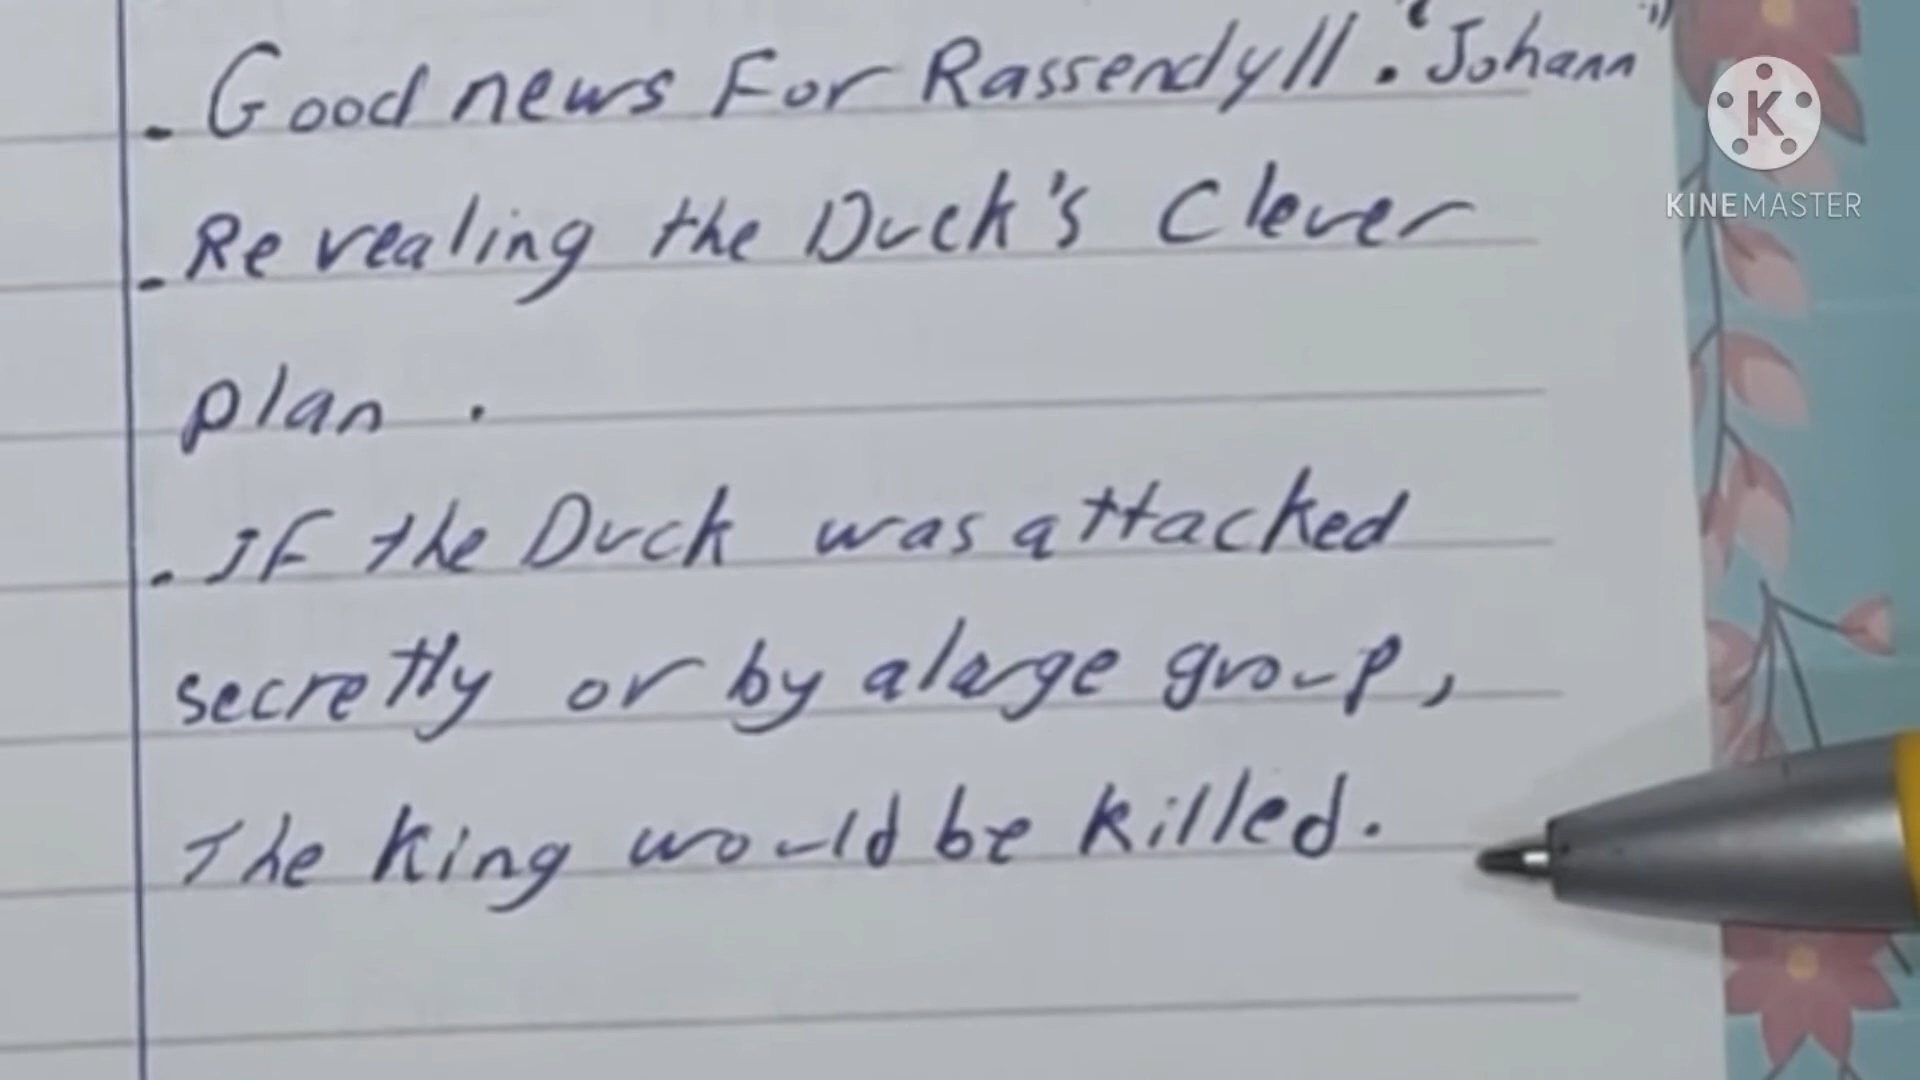 - Good news For Rassendyll. "Johann"
- Revealing the Duck's Clever
plan.
- IF the Duck was attacked
secretly or by a large group,
The King would be killed.
K
KINEMASTER